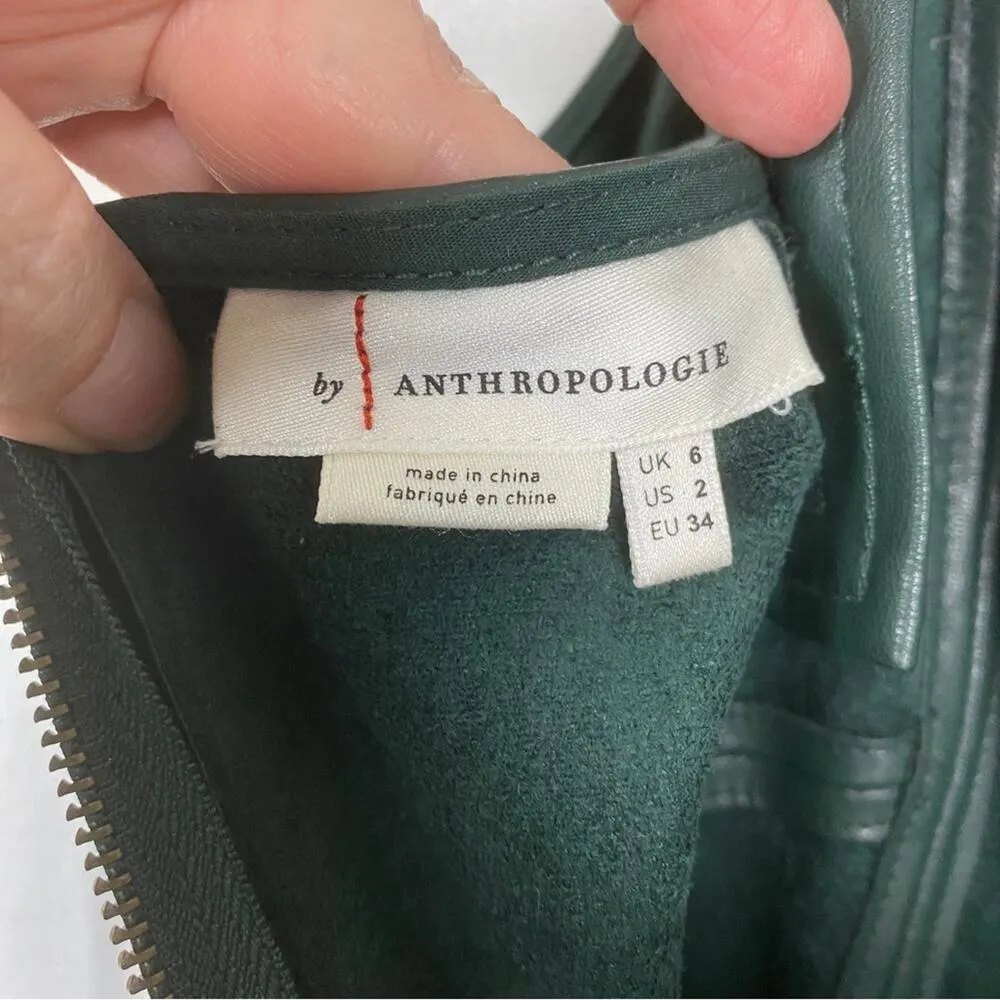 by ANTHROPOLOGIE
made in china
fabriqué en chine
UK 6
US 2
EU 34